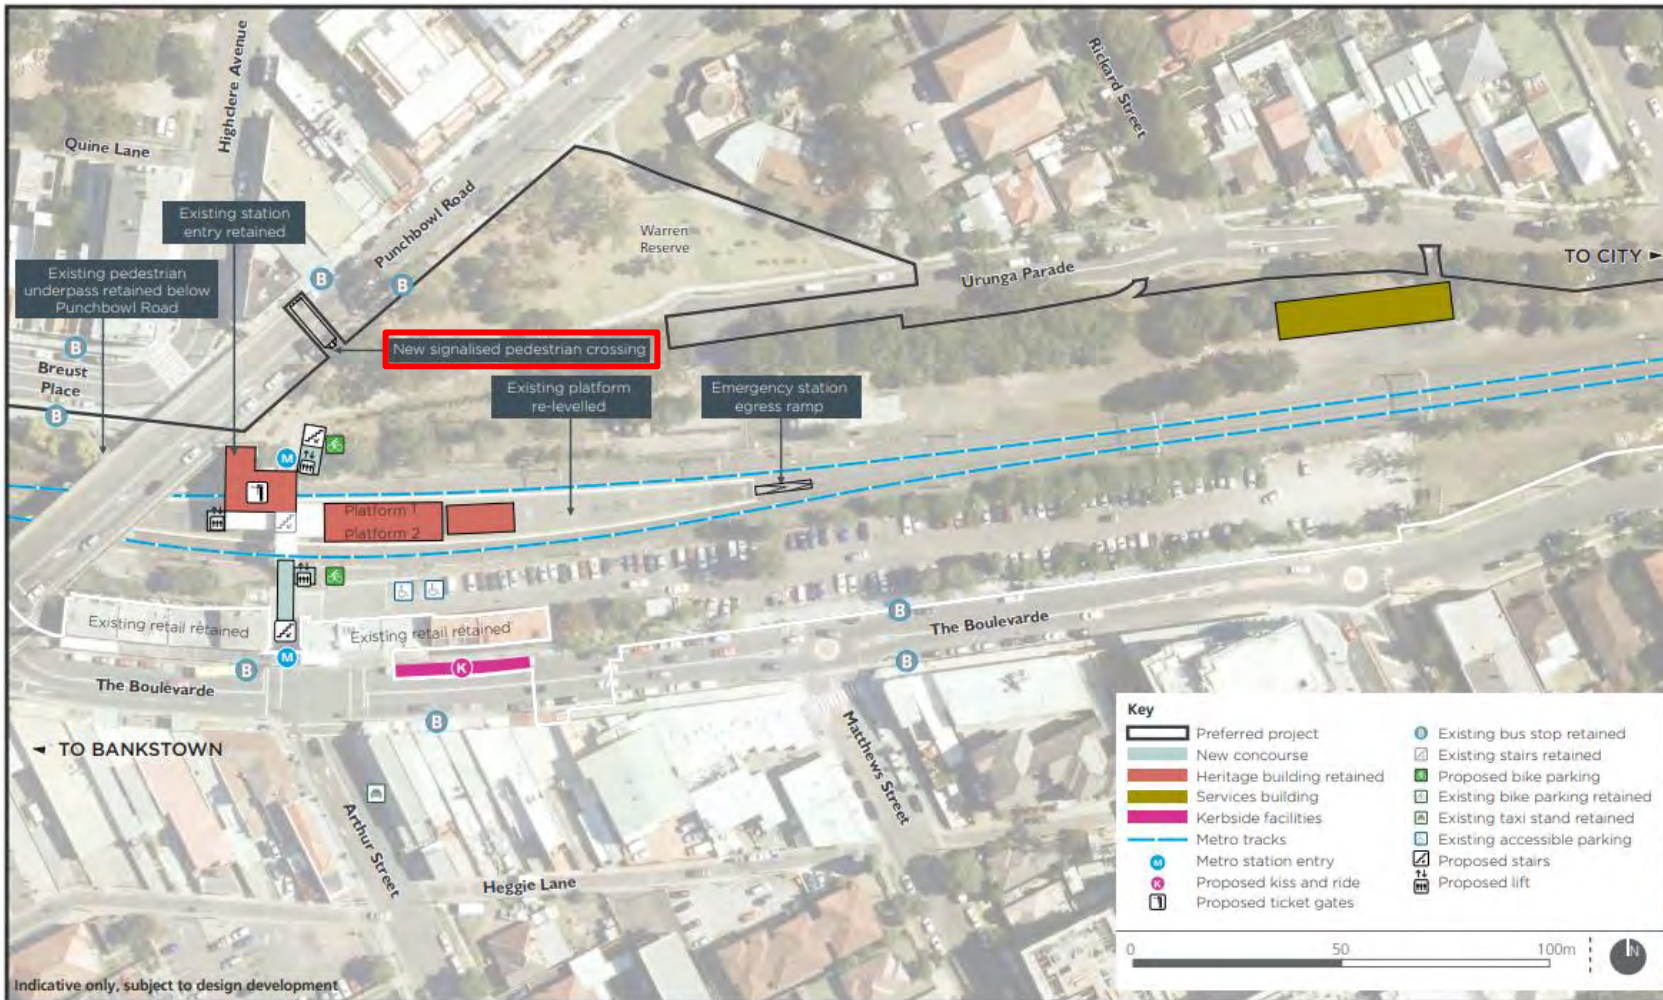 Highclere Avenue
Rickard Street
Quine Lane
Existing station
entry retained
Punchbowl Road
Warren
Reserve
TO CITY
Existing pedestrian
underpass retained below
Punchbowl Road
Urunga Parade
B
B
New signalised pedestrian crossing
B
Breust
Place
B
Existing platform
re-levelled
Emergency station
egress ramp
M
Platform 1
Platform 2
Existing retail retained
Existing retail retained
B
The Boulevarde
M
K
B
B
The Boulevarde
B
TO BANKSTOWN
Matthews Street
Arthur Street
Heggie Lane
Key
Preferred project
New concourse
Heritage building retained
Services building
Kerbside facilities
Metro tracks
M Metro station entry
K Proposed kiss and ride
Proposed ticket gates
B Existing bus stop retained
Existing stairs retained
Proposed bike parking
Existing bike parking retained
Existing taxi stand retained
Existing accessible parking
Proposed stairs
Proposed lift
0 50 100m
N
Indicative only, subject to design development